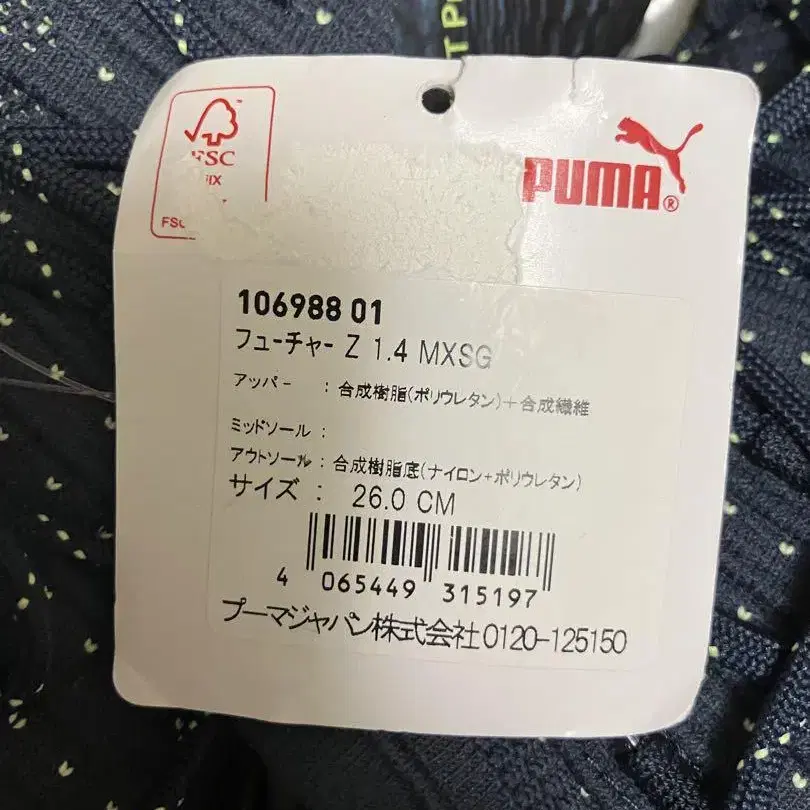 FSC
PUMA®
106988 01
フューチャー Z 1.4 MXSG
アッパー : 合成樹脂(ポリウレタン)+合成繊維
ミッドソール :
アウトソール : 合成樹脂底(ナイロン+ポリウレタン)
サイズ : 26.0 CM
4 065449 315197
プーマジャパン株式会社 0120-125150